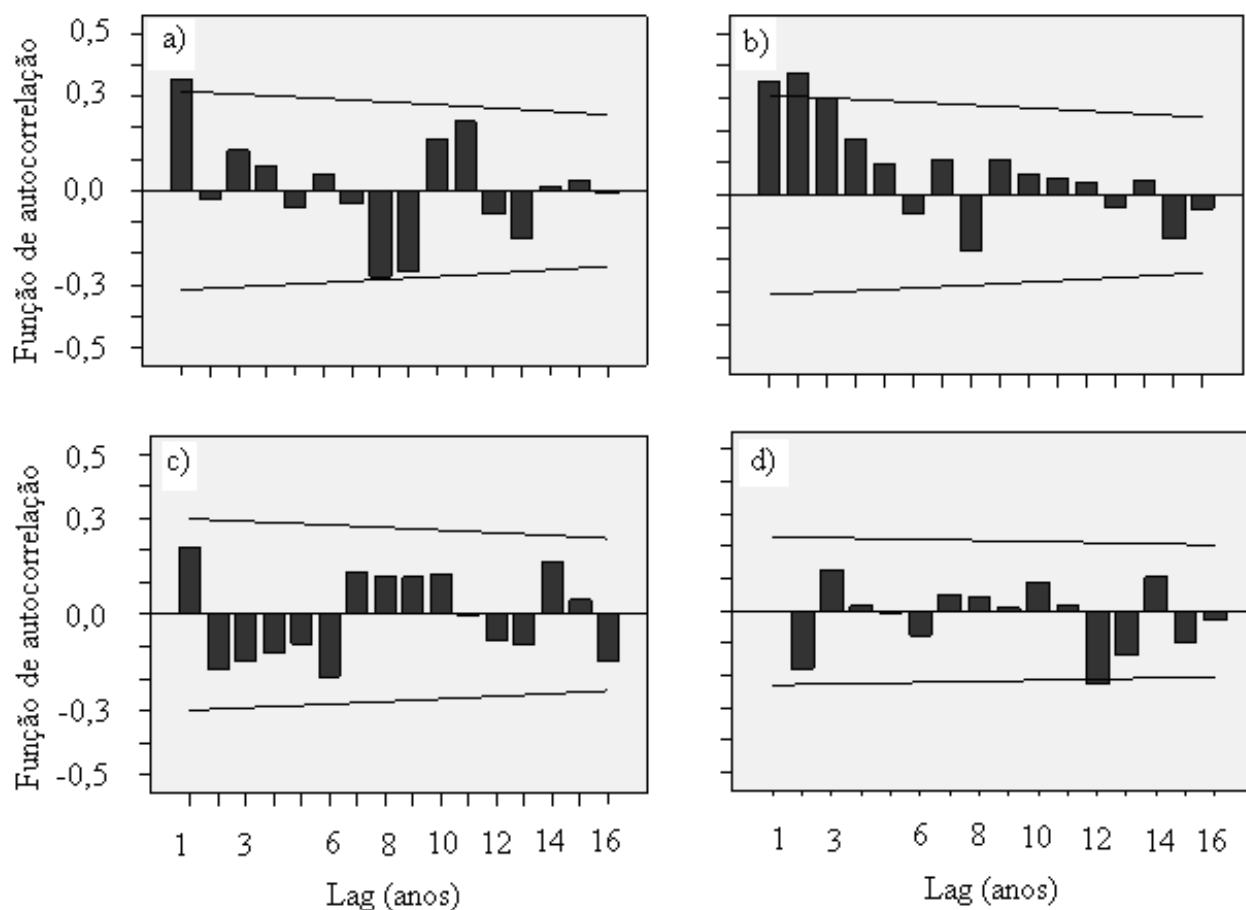 Função de autocorrelação
0,5
0,3
0,0
-0,3
-0,5
a)
b)
Função de autocorrelação
0,5
0,3
0,0
-0,3
-0,5
c)
d)
1 3 6 8 10 12 14 16
Lag (anos)
1 3 6 8 10 12 14 16
Lag (anos)